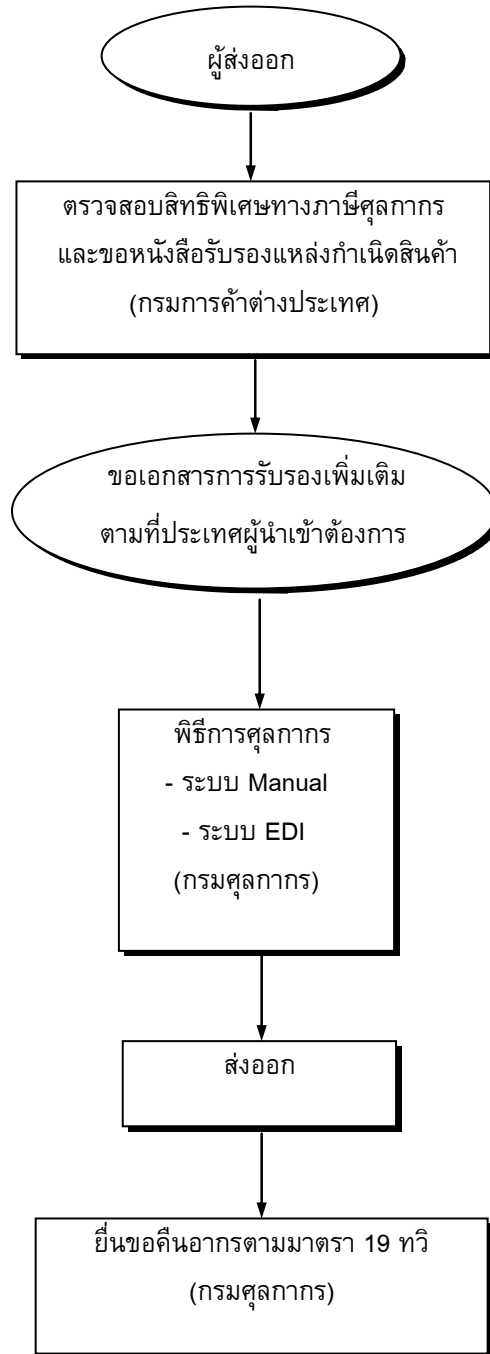 ผู้ส่งออก
ตรวจสอบสิทธิพิเศษทางภาษีศุลกากร
และขอหนังสือรับรองแหล่งกำเนิดสินค้า
(กรมการค้าต่างประเทศ)
ขอเอกสารการรับรองเพิ่มเติม
ตามที่ประเทศผู้นำเข้าต้องการ
พิธีการศุลกากร
- ระบบ Manual
- ระบบ EDI
(กรมศุลกากร)
ส่งออก
ยื่นขอคืนอากรตามมาตรา 19 ทวิ
(กรมศุลกากร)